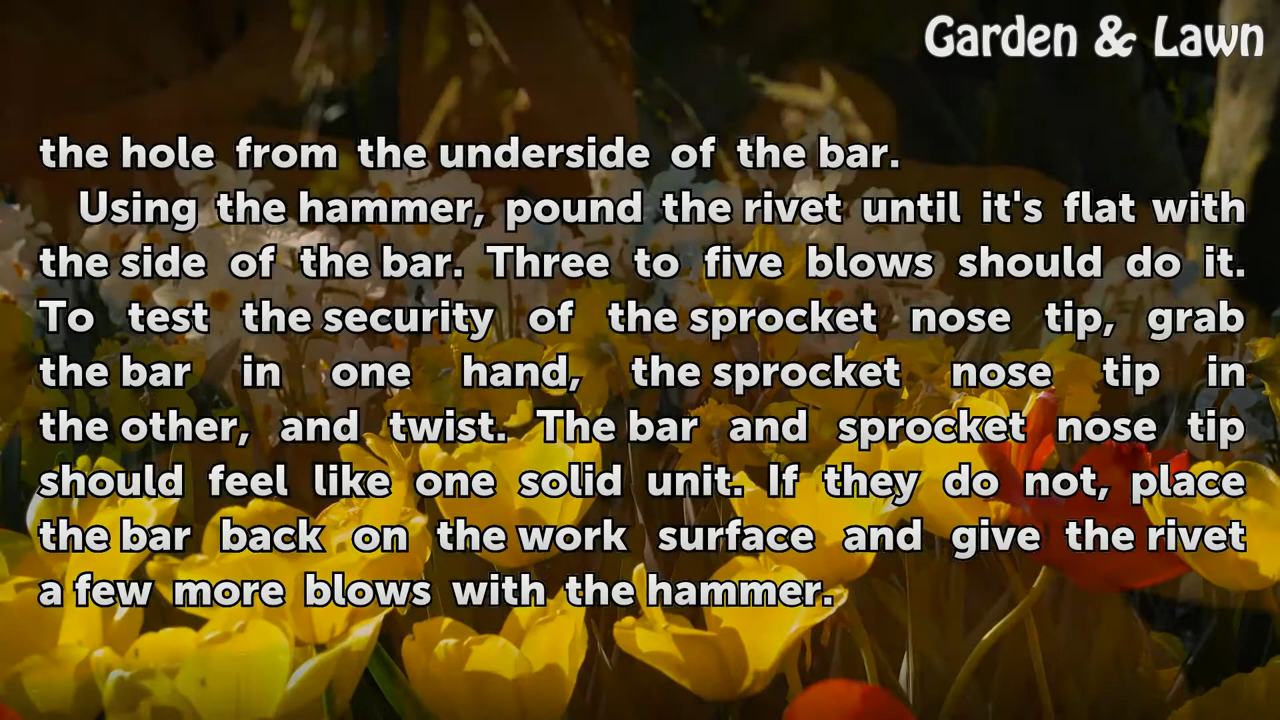 Garden & Lawn
the hole from the underside of the bar.
Using the hammer, pound the rivet until it's flat with
the side of the bar. Three to five blows should do it.
To test the security of the sprocket nose tip, grab
the bar in one hand, the sprocket nose tip in
the other, and twist. The bar and sprocket nose tip
should feel like one solid unit. If they do not, place
the bar back on the work surface and give the rivet
a few more blows with the hammer.